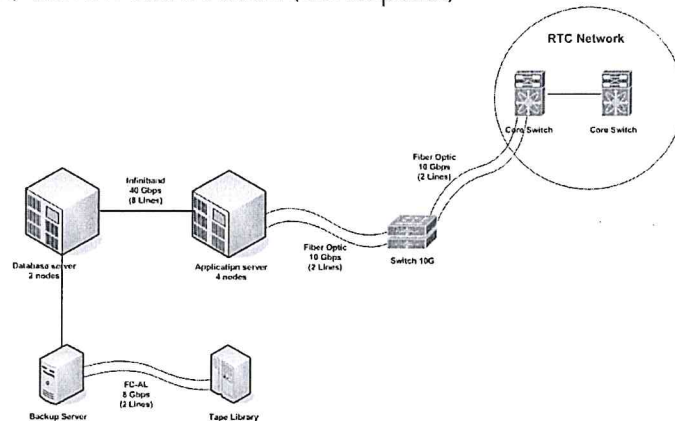 RTC Network
Core Switch
Core Switch
Fiber Optic
10 Gbps
(2 Lines)
Infiniband
40 Gbps
(8 Lines)
Fiber Optic
10 Gbps
(2 Lines)
Switch 10G
Database server
2 nodes
Application server
4 nodes
FC-AL
8 Gbps
(2 Lines)
Backup Server
Tape Library